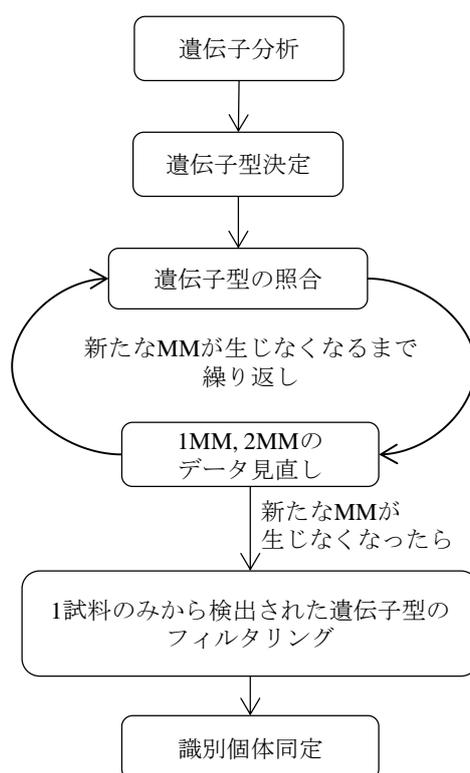 遺伝子分析
遺伝子型決定
遺伝子型の照合
新たなMMが生じなくなるまで
繰り返し
1MM, 2MMの
データ見直し
新たなMMが
生じなくなったら
1試料のみから検出された遺伝子型の
フィルタリング
識別個体同定